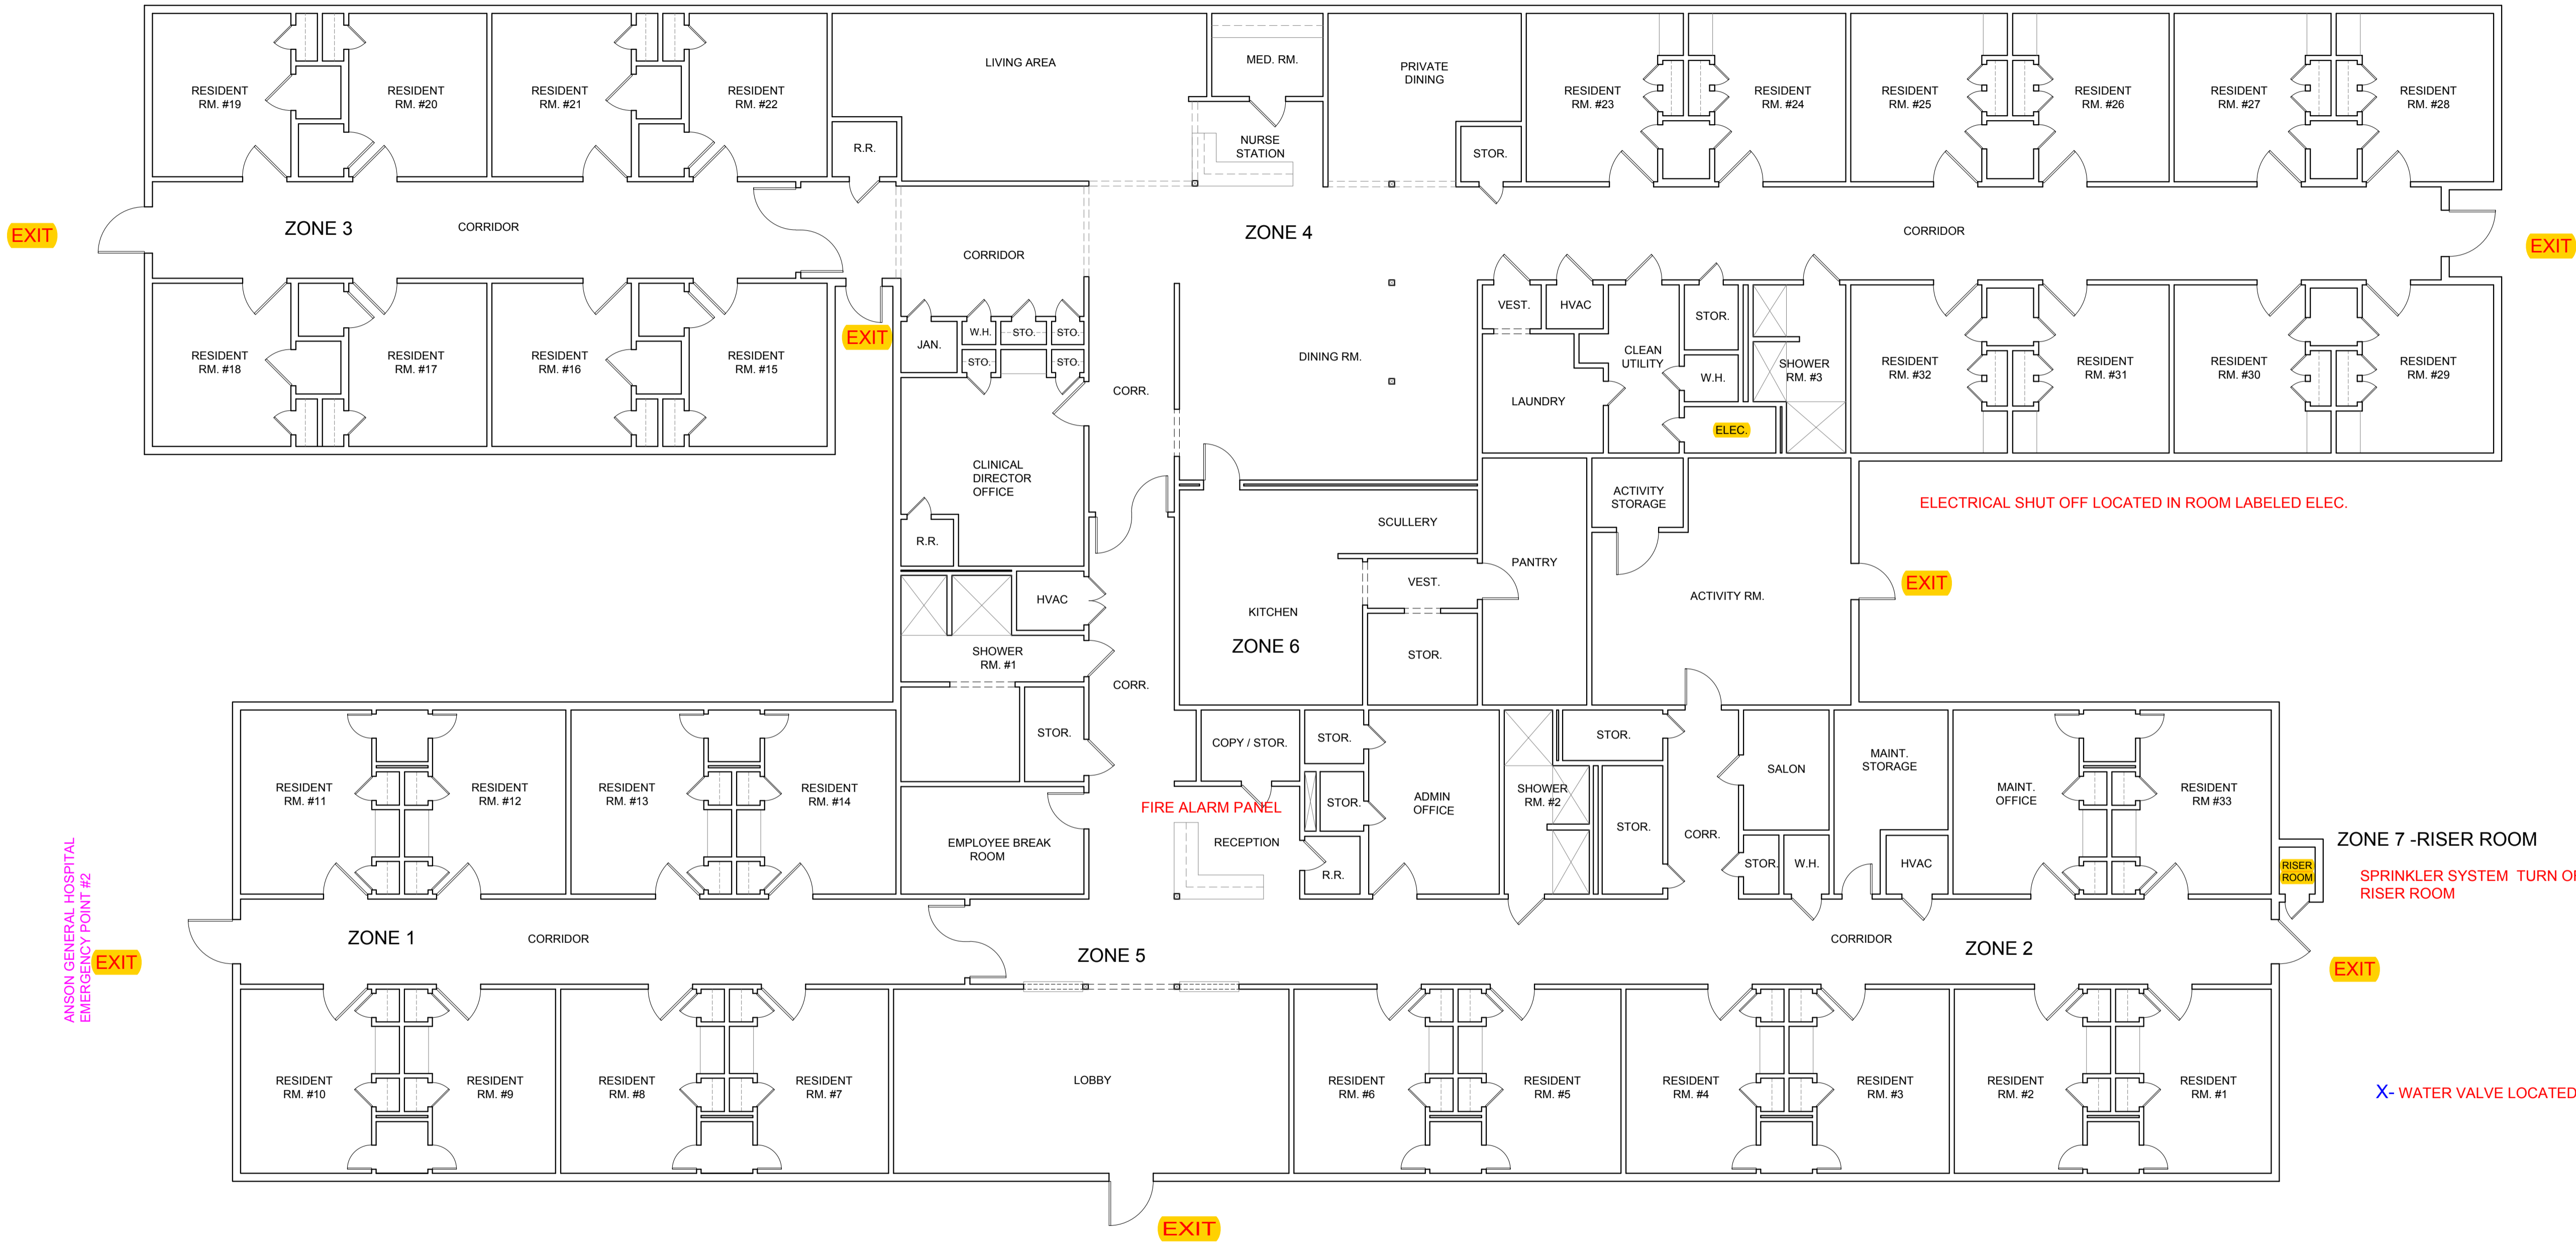 RESIDENT
RM. #19
RESIDENT
RM. #20
RESIDENT
RM. #21
RESIDENT
RM. #22
LIVING AREA
MED. RM.
PRIVATE
DINING
RESIDENT
RM. #23
RESIDENT
RM. #24
RESIDENT
RM. #25
RESIDENT
RM. #26
RESIDENT
RM. #27
RESIDENT
RM. #28
R.R.
NURSE
STATION
STOR.
EXIT
ZONE 3
CORRIDOR
CORRIDOR
ZONE 4
CORRIDOR
EXIT
EXIT
RESIDENT
RM. #18
RESIDENT
RM. #17
RESIDENT
RM. #16
RESIDENT
RM. #15
JAN.
W.H.
STO.
STO.
STO.
STO.
CORR.
DINING RM.
VEST.
HVAC
CLEAN
UTILITY
STOR.
W.H.
SHOWER
RM. #3
LAUNDRY
ELEC.
RESIDENT
RM. #32
RESIDENT
RM. #31
RESIDENT
RM. #30
RESIDENT
RM. #29
CLINICAL
DIRECTOR
OFFICE
R.R.
HVAC
SCULLERY
VEST.
KITCHEN
ZONE 6
STOR.
PANTRY
ACTIVITY
STORAGE
ACTIVITY RM.
ELECTRICAL SHUT OFF LOCATED IN ROOM LABELED ELEC.
EXIT
SHOWER
RM. #1
CORR.
STOR.
RESIDENT
RM. #11
RESIDENT
RM. #12
RESIDENT
RM. #13
RESIDENT
RM. #14
EMPLOYEE BREAK
ROOM
COPY / STOR.
STOR.
FIRE ALARM PANEL
STOR.
RECEPTION
R.R.
ADMIN
OFFICE
SHOWER
RM. #2
STOR.
STOR.
CORR.
SALON
STOR.
W.H.
MAINT.
STORAGE
HVAC
MAINT.
OFFICE
RESIDENT
RM #33
RISER
ROOM
ZONE 7 -RISER ROOM
SPRINKLER SYSTEM TURN
RISER ROOM
ANSON GENERAL HOSPITAL
EMERGENCY POINT #2
EXIT
ZONE 1
CORRIDOR
ZONE 5
CORRIDOR
ZONE 2
EXIT
RESIDENT
RM. #10
RESIDENT
RM. #9
RESIDENT
RM. #8
RESIDENT
RM. #7
LOBBY
RESIDENT
RM. #6
RESIDENT
RM. #5
RESIDENT
RM. #4
RESIDENT
RM. #3
RESIDENT
RM. #2
RESIDENT
RM. #1
X- WATER VALVE LOCATED
EXIT